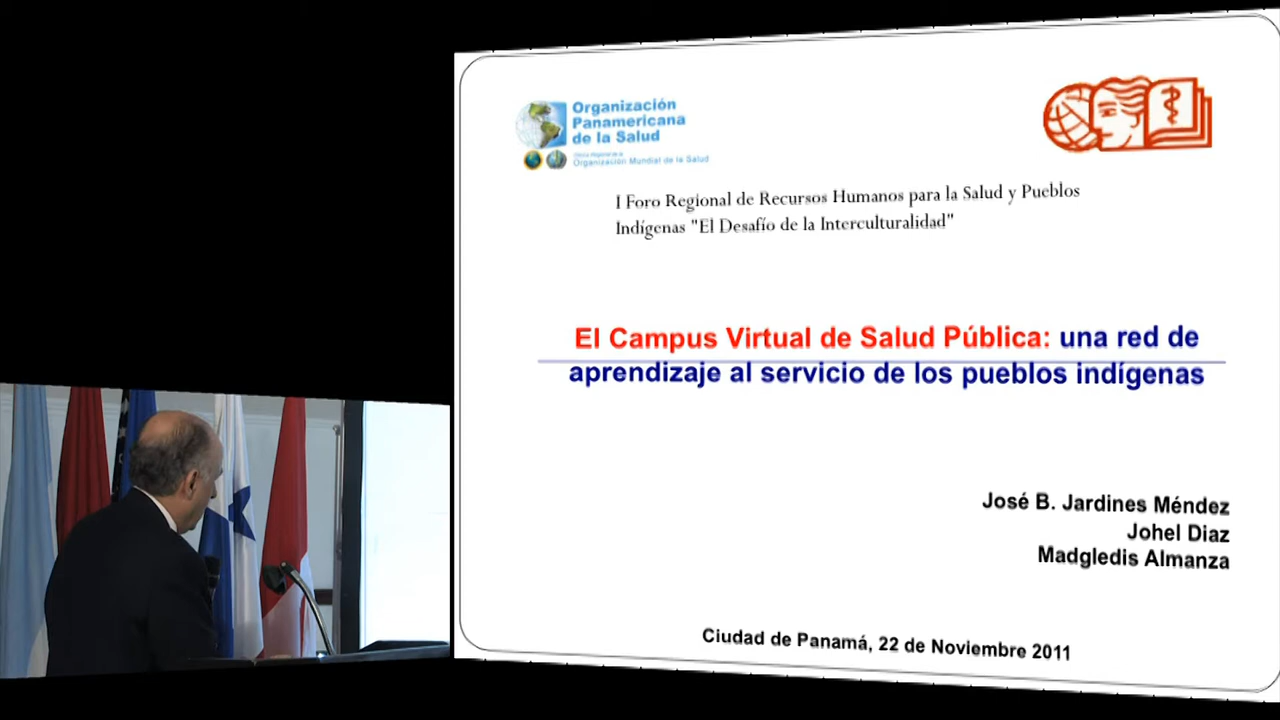 Organización
Panamericana
de la Salud
Organización Mundial de la Salud
I Foro Regional de Recursos Humanos para la Salud y Pueblos
Indígenas "El Desafío de la Interculturalidad"
El Campus Virtual de Salud Pública: una red de
aprendizaje al servicio de los pueblos indígenas
José B. Jardines Méndez
Johel Diaz
Madgledis Almanza
Ciudad de Panamá, 22 de Noviembre 2011